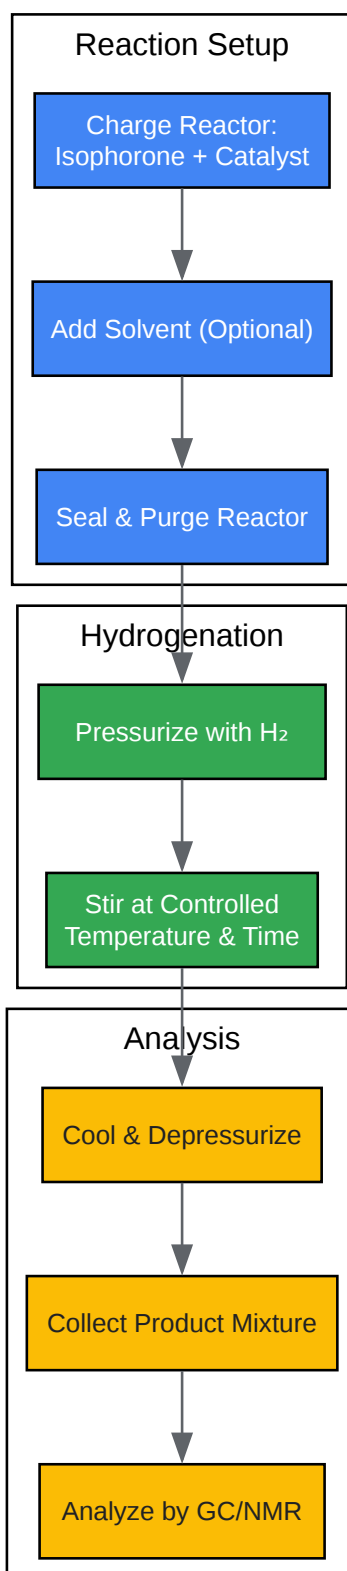 Reaction Setup
Charge Reactor:
Isophorone + Catalyst
Add Solvent (Optional)
Seal & Purge Reactor
Hydrogenation
Pressurize with H₂
Stir at Controlled
Temperature & Time
Analysis
Cool & Depressurize
Collect Product Mixture
Analyze by GC/NMR